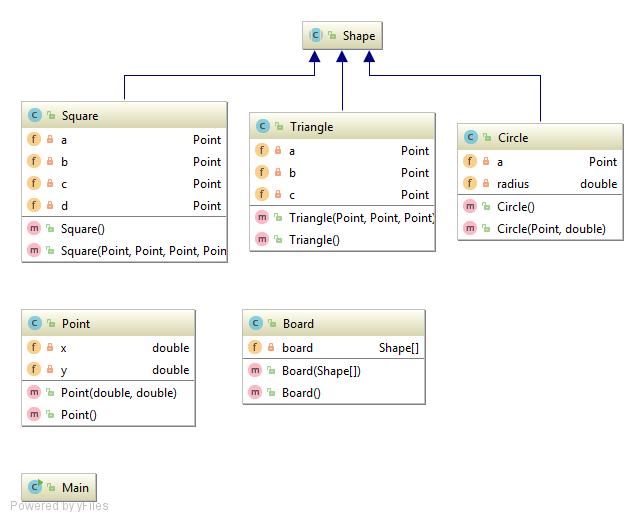 C Shape
C Square
f a Point
f b Point
f c Point
f d Point
m Square()
m Square(Point, Point, Point, Poin
C Triangle
f a Point
f b Point
f c Point
m Triangle(Point, Point, Point)
m Triangle()
C Circle
f a Point
f radius double
m Circle()
m Circle(Point, double)
C Point
f x double
f y double
m Point(double, double)
m Point()
C Board
f board Shape[]
m Board(Shape[])
m Board()
C Main
Powered by yFiles